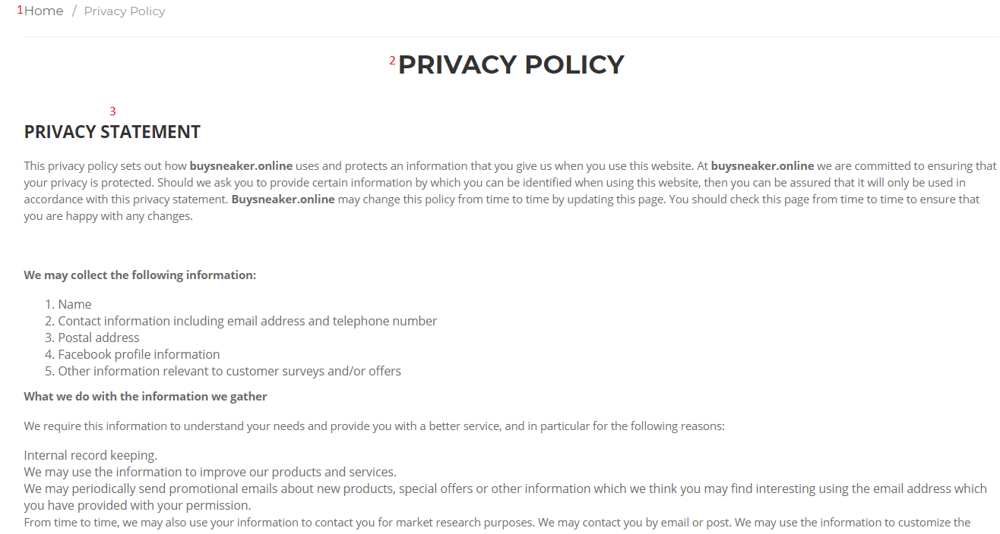 1Home / Privacy Policy
2PRIVACY POLICY
3
PRIVACY STATEMENT
This privacy policy sets out how buysneaker.online uses and protects an information that you give us when you use this website. At buysneaker.online we are committed to ensuring that
your privacy is protected. Should we ask you to provide certain information by which you can be identified when using this website, then you can be assured that it will only be used in
accordance with this privacy statement. Buysneaker.online may change this policy from time to time by updating this page. You should check this page from time to time to ensure that
you are happy with any changes.
We may collect the following information:
1. Name
2. Contact information including email address and telephone number
3. Postal address
4. Facebook profile information
5. Other information relevant to customer surveys and/or offers
What we do with the information we gather
We require this information to understand your needs and provide you with a better service, and in particular for the following reasons:
Internal record keeping.
We may use the information to improve our products and services.
We may periodically send promotional emails about new products, special offers or other information which we think you may find interesting using the email address which
you have provided with your permission.
From time to time, we may also use your information to contact you for market research purposes. We may contact you by email or post. We may use the information to customize the